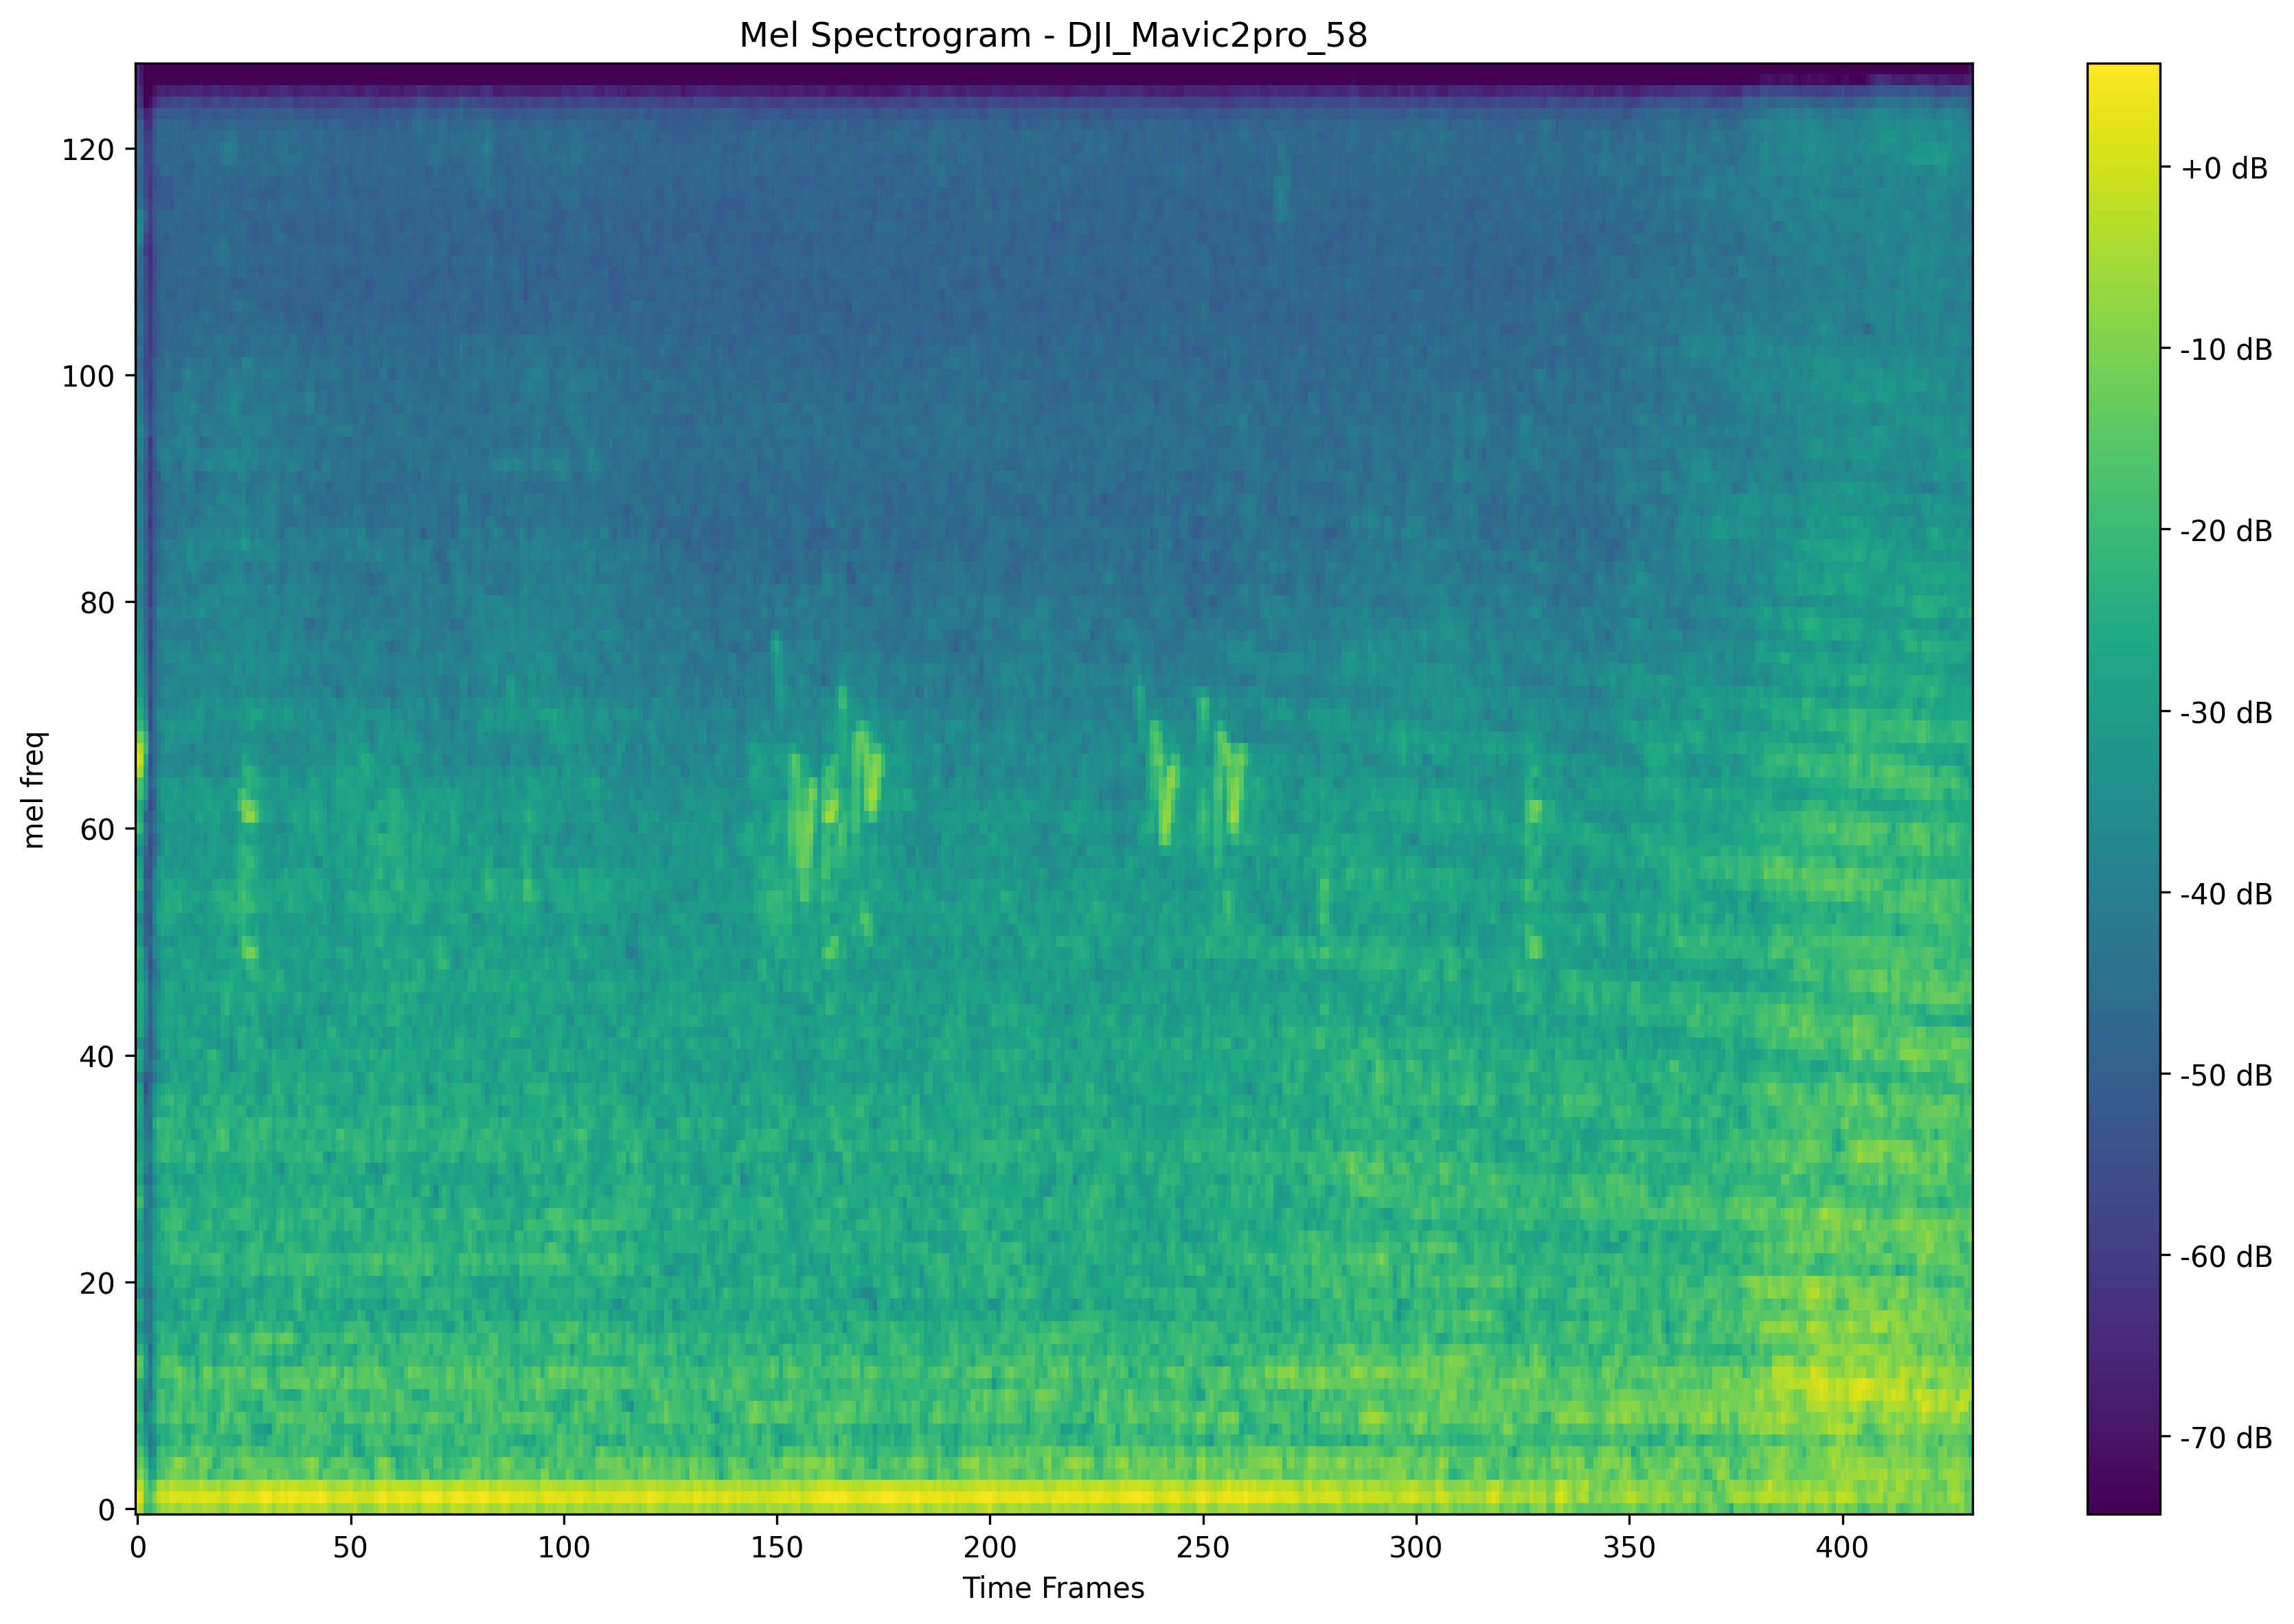 Mel Spectrogram - DJI_Mavic2pro_58
120
100
80
60
40
20
0
mel freq
0
50
100
150
200
250
300
350
400
Time Frames
+0 dB
-10 dB
-20 dB
-30 dB
-40 dB
-50 dB
-60 dB
-70 dB